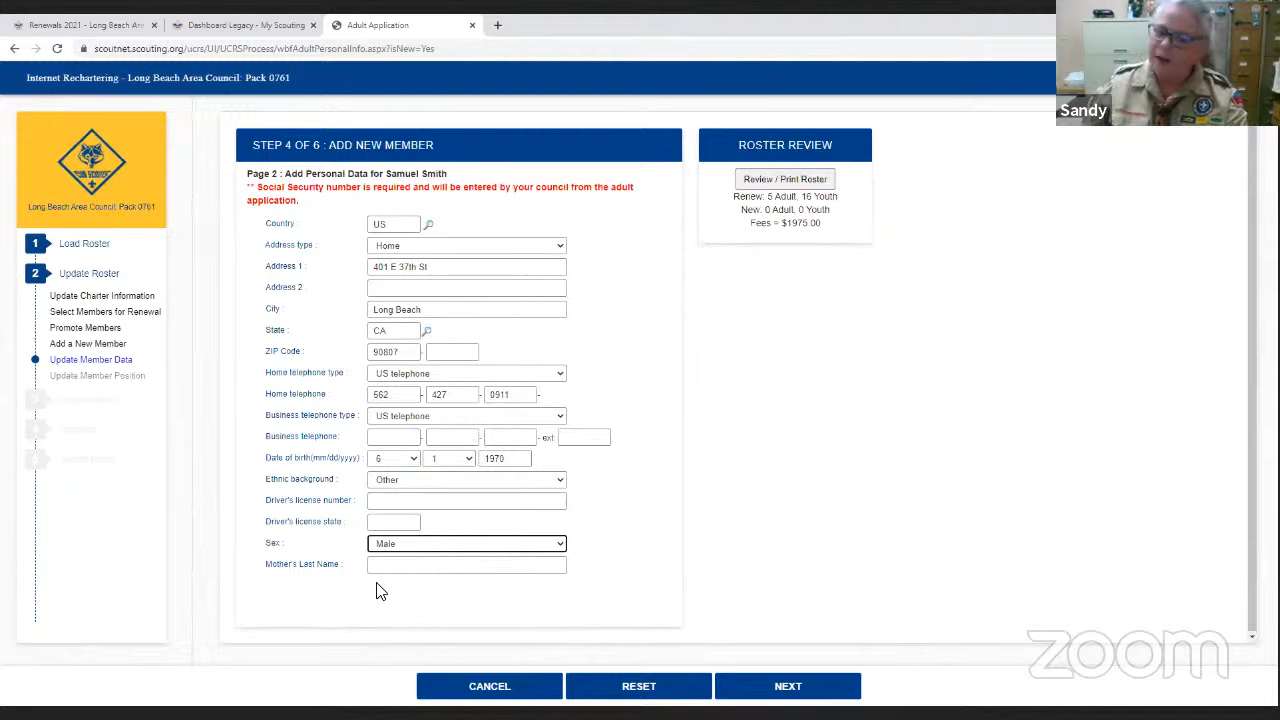 Renewals 2021 - Long Beach Are
Dashboard Legacy - My Scouting
Adult Application
scoutnet.scouting.org/ucrs/UI/UCRSProcess/wbfAdultPersonalInfo.aspx?isNew=Yes
Internet Rechartering - Long Beach Area Council: Pack 0761
Sandy
Long Beach Area Council: Pack 0761
1 Load Roster
2 Update Roster
Update Charter Information
Select Members for Renewal
Promote Members
Add a New Member
Update Member Data
Update Member Position
STEP 4 OF 6 : ADD NEW MEMBER
Page 2 : Add Personal Data for Samuel Smith
** Social Security number is required and will be entered by your council from the adult
application.
Country : US
Address type : Home
Address 1 : 401 E 37th St
Address 2 :
City : Long Beach
State : CA
ZIP Code : 90807 -
Home telephone type : US telephone
Home telephone 562 - 427 - 0911 -
Business telephone type : US telephone
Business telephone: - - - ext:
Date of birth(mm/dd/yyyy) : 6 1 1970
Ethnic background : Other
Driver's license number :
Driver's license state :
Sex : Male
Mother's Last Name :
ROSTER REVIEW
Review / Print Roster
Renew: 5 Adult, 16 Youth
New: 0 Adult, 0 Youth
Fees = $1975.00
CANCEL
RESET
NEXT
zoom